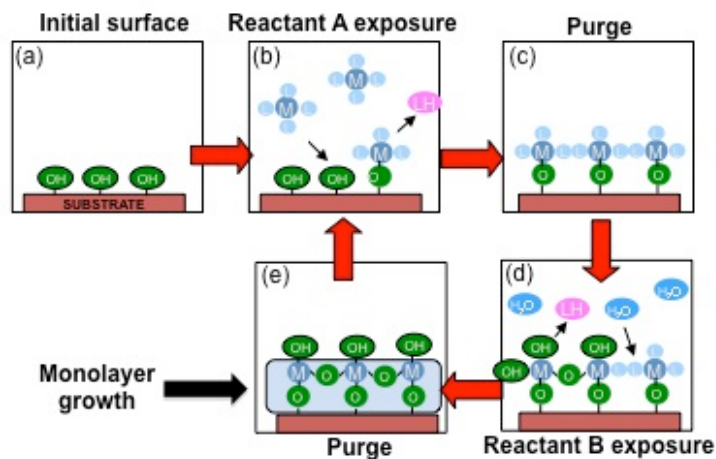 Initial surface
Reactant A exposure
Purge
(a)
OH OH OH
SUBSTRATE
(b)
L L L L M
L L L L M
LH
L L L M
OH OH O
(c)
L L L L L L L L L
M M M
O O O
(d)
H₂O H₂O H₂O
LH
OH OH
OH M O M L L M L L
O O O
Reactant B exposure
(e)
OH OH OH
M O M O M
O O O
Monolayer
growth
Purge